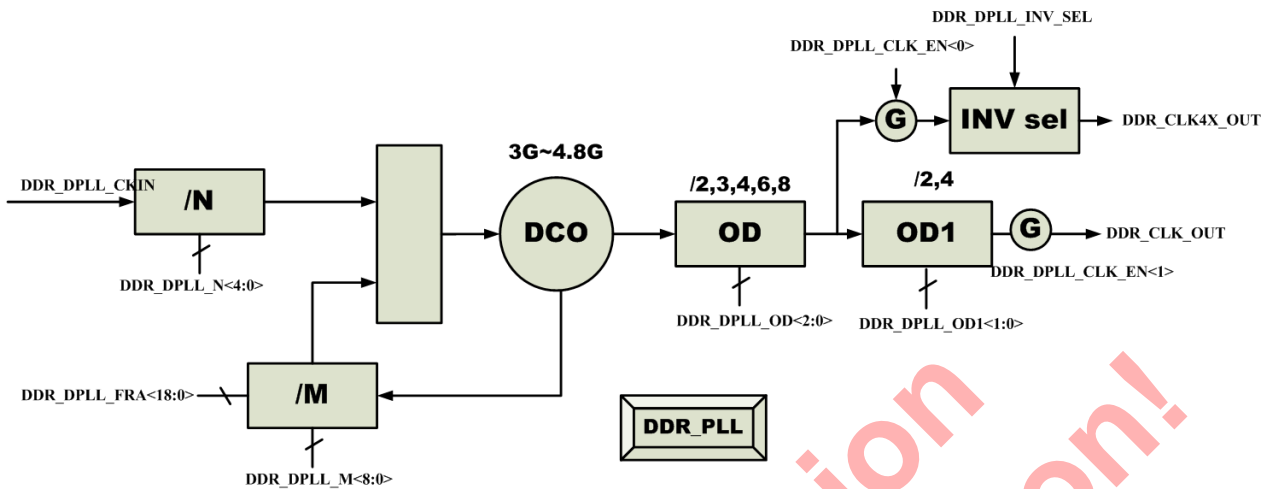 DDR_DPLL_INV_SEL
DDR_DPLL_CLK_EN<0>
G
INV sel
DDR_CLK4X_OUT
3G~4.8G
/2,3,4,6,8
/2,4
DDR_DPLL_CKIN
/N
DCO
OD
OD1
G
DDR_CLK_OUT
DDR_DPLL_CLK_EN<1>
DDR_DPLL_N<4:0>
DDR_DPLL_OD<2:0>
DDR_DPLL_OD1<1:0>
DDR_DPLL_FRA<18:0>
/M
DDR_PLL
DDR_DPLL_M<8:0>